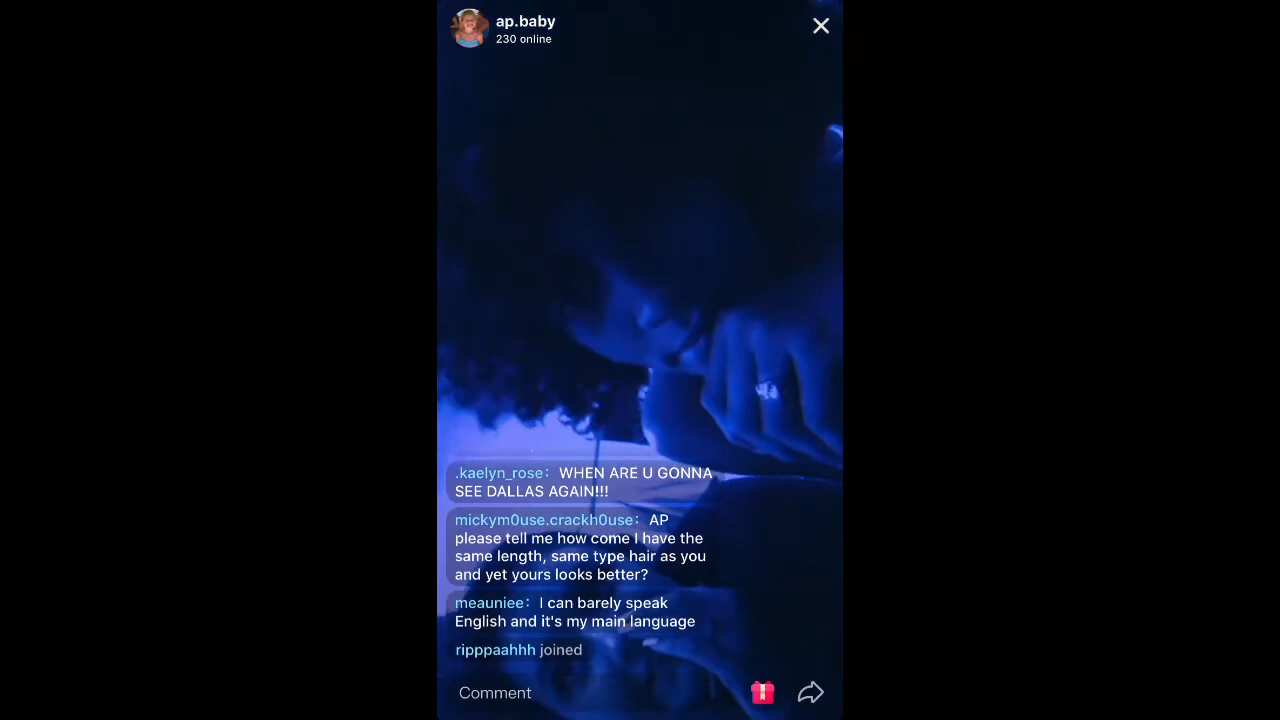 ap.baby
230 online
.kaelyn_rose: WHEN ARE U GONNA
SEE DALLAS AGAIN!!!
mickym0use.crackh0use: AP
please tell me how come I have the
same length, same type hair as you
and yet yours looks better?
meauniee: I can barely speak
English and it's my main language
ripppaahhh joined
Comment